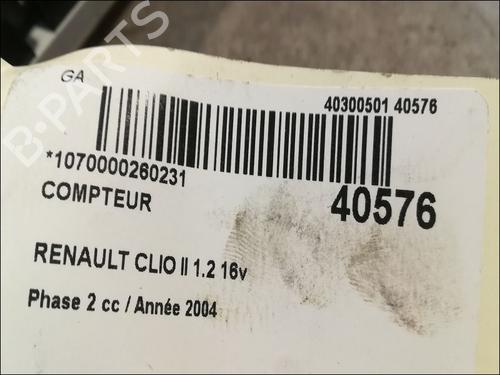 B-PARTS
GA
40300501 40576
*1070000260231
COMPTEUR
40576
RENAULT CLIO II 1.2 16v
Phase 2 cc / Année 2004